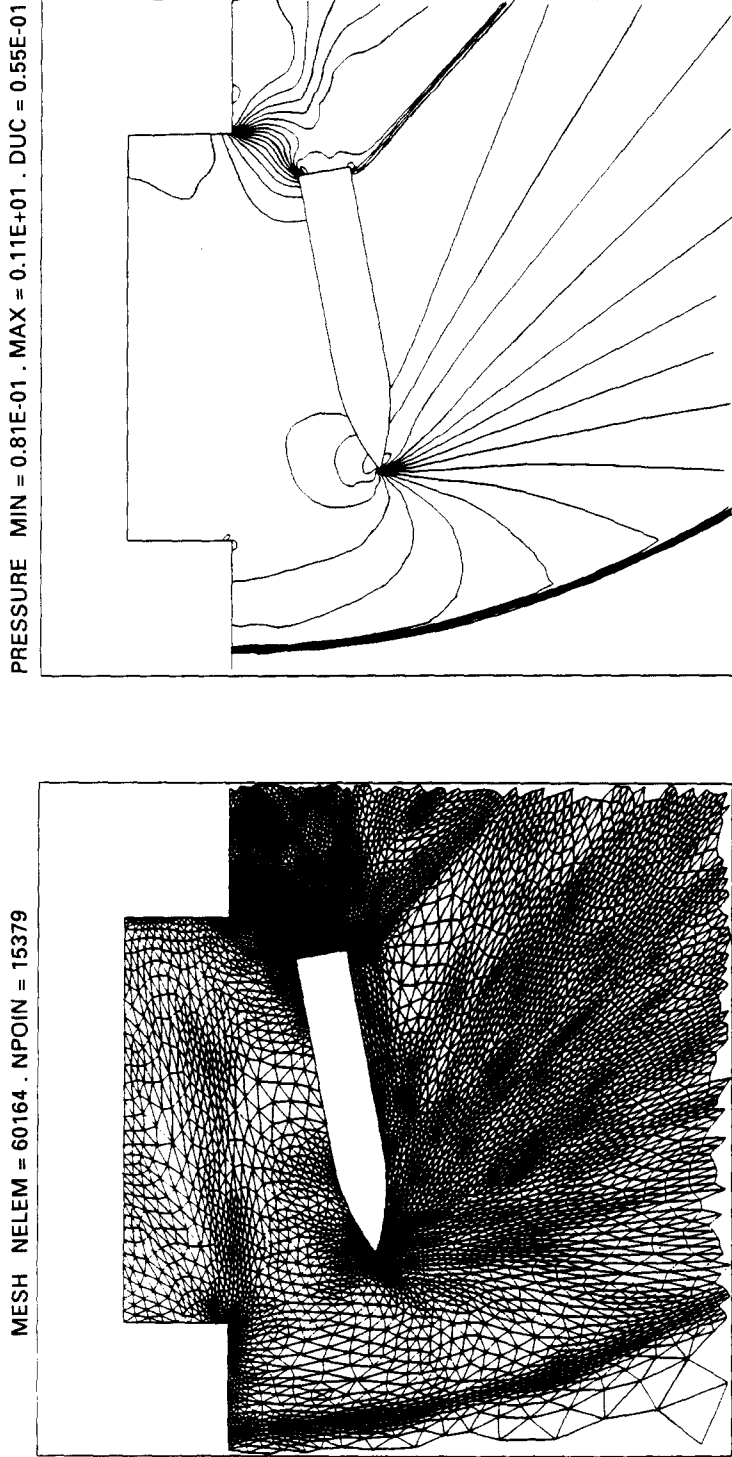 MESH NELEM = 60164 . NPOIN = 15379
PRESSURE MIN = 0.81E-01 . MAX = 0.11E+01 . DUC = 0.55E-01